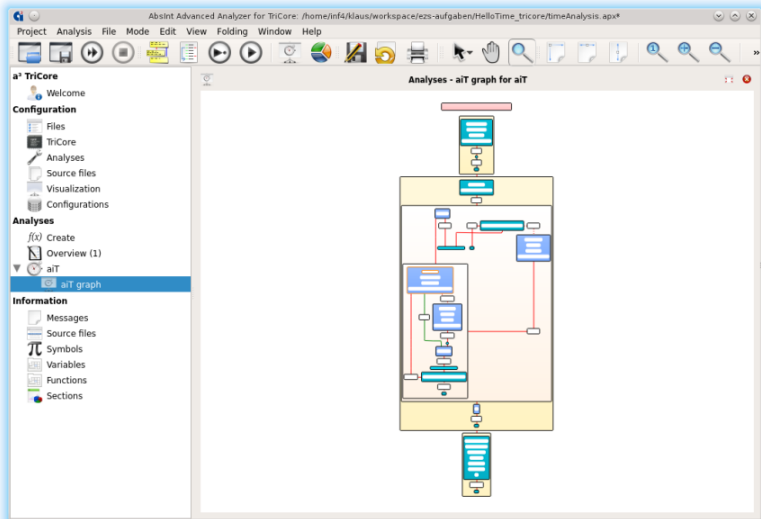 AbsInt Advanced Analyzer for TriCore: /home/inf4/klaus/workspace/ezs-aufgaben/HelloTime_tricore/timeAnalysis.apx*
Project Analysis File Mode Edit View Folding Window Help
»
a³ TriCore
Welcome
Configuration
Files
TriCore
Analyses
Source files
Visualization
Configurations
Analyses
f(x) Create
Overview (1)
aiT
aiT graph
Information
Messages
Source files
Symbols
Variables
Functions
Sections
Analyses - aiT graph for aiT